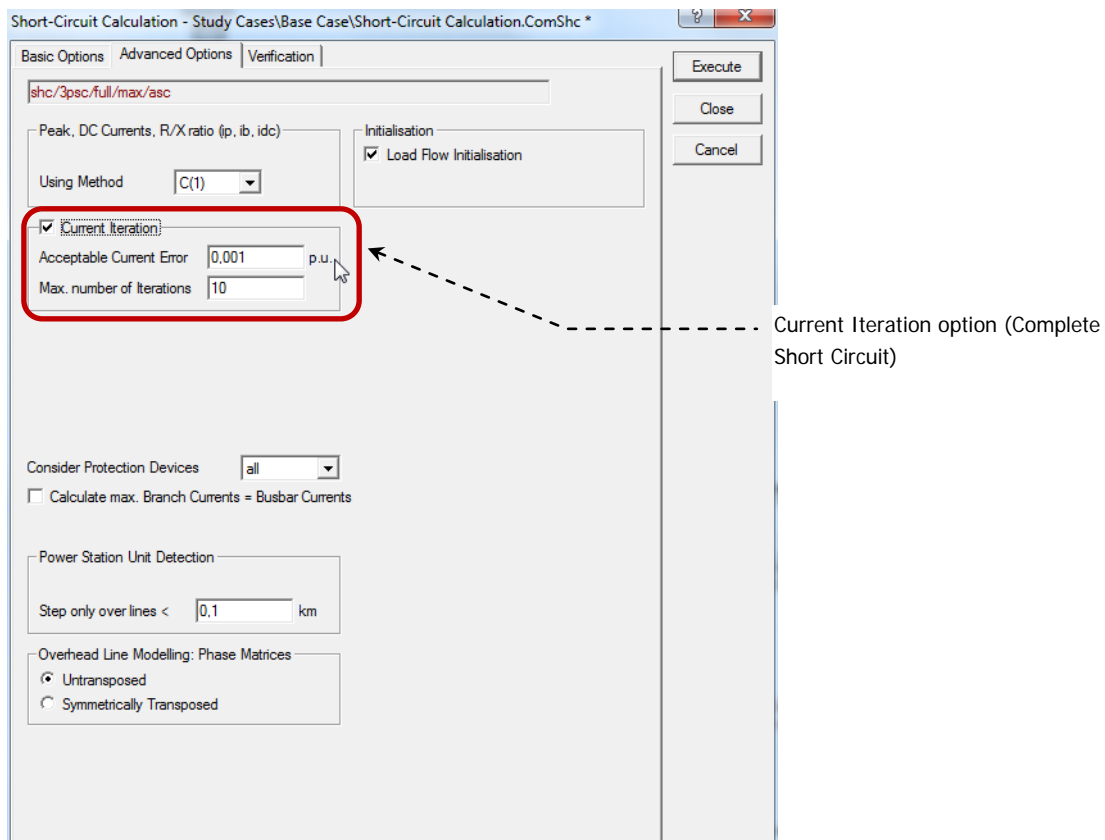 Short-Circuit Calculation - Study Cases\Base Case\Short-Circuit Calculation.ComShc *
Basic Options Advanced Options Verification
Execute
shc/3psc/full/max/asc
Close
Peak, DC Currents, R/X ratio (ip, ib, idc)
Initialisation
Cancel
Load Flow Initialisation
Using Method C(1)
Current Iteration
Acceptable Current Error 0,001 p.u.
Max. number of Iterations 10
Current Iteration option (Complete
Short Circuit)
Consider Protection Devices all
Calculate max. Branch Currents = Busbar Currents
Power Station Unit Detection
Step only over lines < 0,1 km
Overhead Line Modelling: Phase Matrices
Untransposed
Symmetrically Transposed